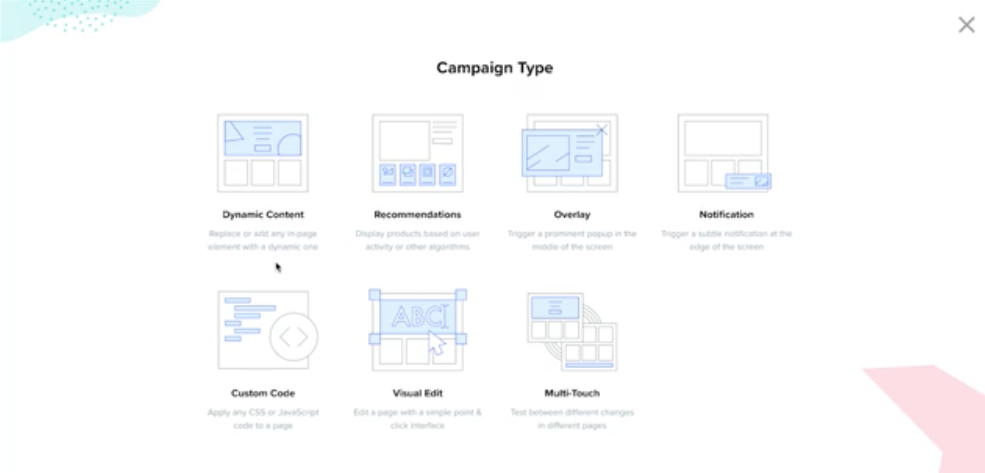 Campaign Type
Dynamic Content
Replace or add any in-page
element with a dynamic one
Recommendations
Display products based on user
activity or other algorithms
Overlay
Trigger a prominent popup in the
middle of the screen
Notification
Trigger a subtle notification at the
edge of the screen
Custom Code
Apply any CSS or JavaScript
code to a page
ABC
Visual Edit
Edit a page with a simple point &
click interface
Multi-Touch
Test between different changes
in different pages